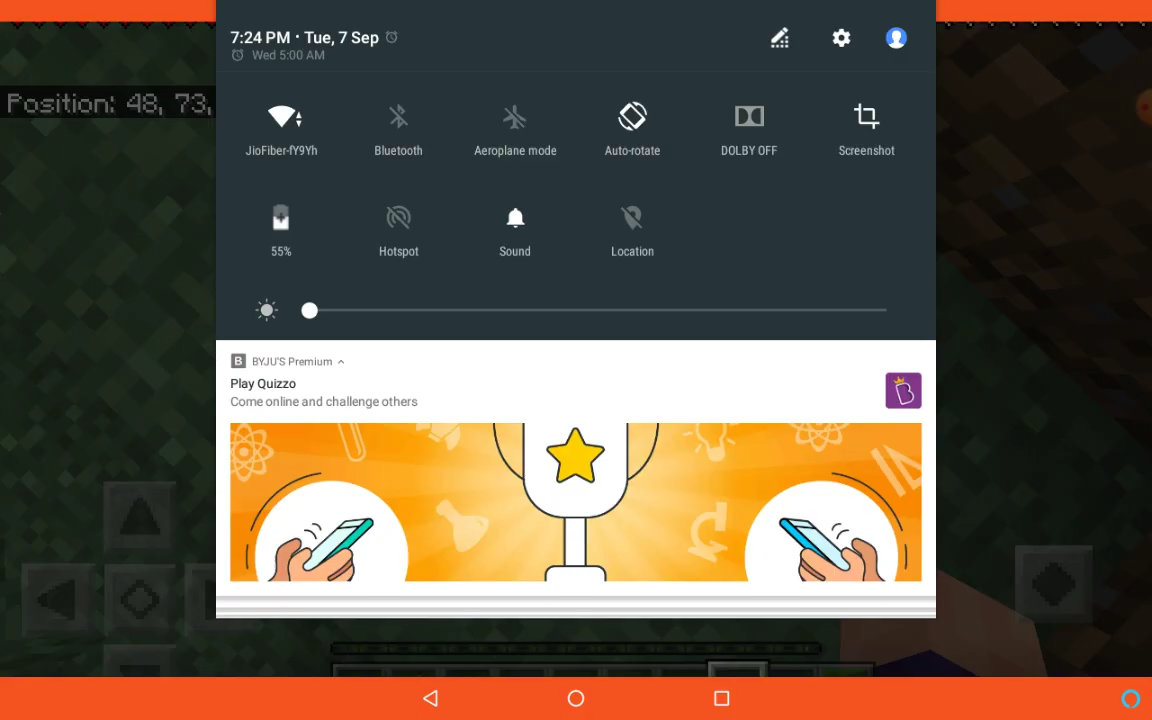 7:24 PM • Tue, 7 Sep
Wed 5:00 AM
Position: 48, 73,
JioFiber-fY9Yh
Bluetooth
Aeroplane mode
Auto-rotate
DOLBY OFF
Screenshot
55%
Hotspot
Sound
Location
B BYJU'S Premium
Play Quizzo
Come online and challenge others
B